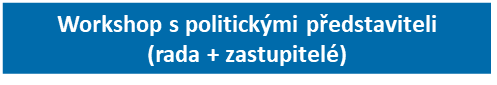 Workshop s politickými představiteli
(rada + zastupitelé)